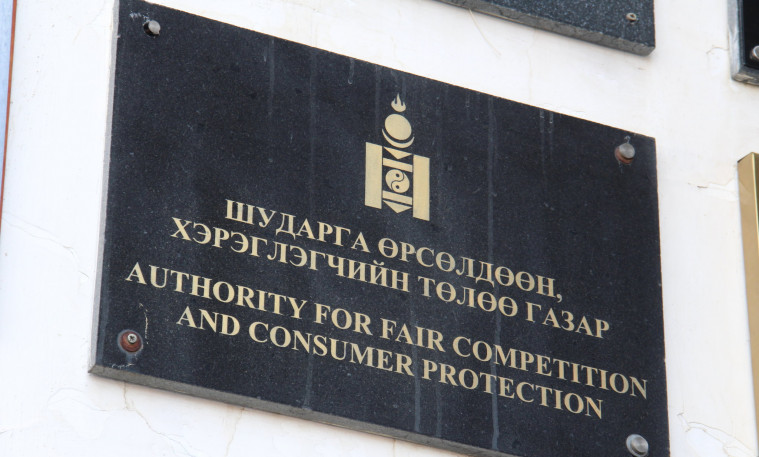 ШУДАРГА ӨРСӨЛДӨӨН,
ХЭРЭГЛЭГЧИЙН ТӨЛӨӨ ГАЗАР
AUTHORITY FOR FAIR COMPETITION
AND CONSUMER PROTECTION